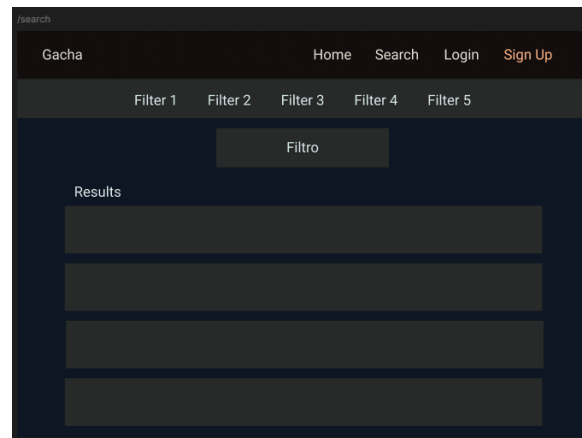 /search
Gacha Home Search Login Sign Up
Filter 1 Filter 2 Filter 3 Filter 4 Filter 5
Filtro
Results